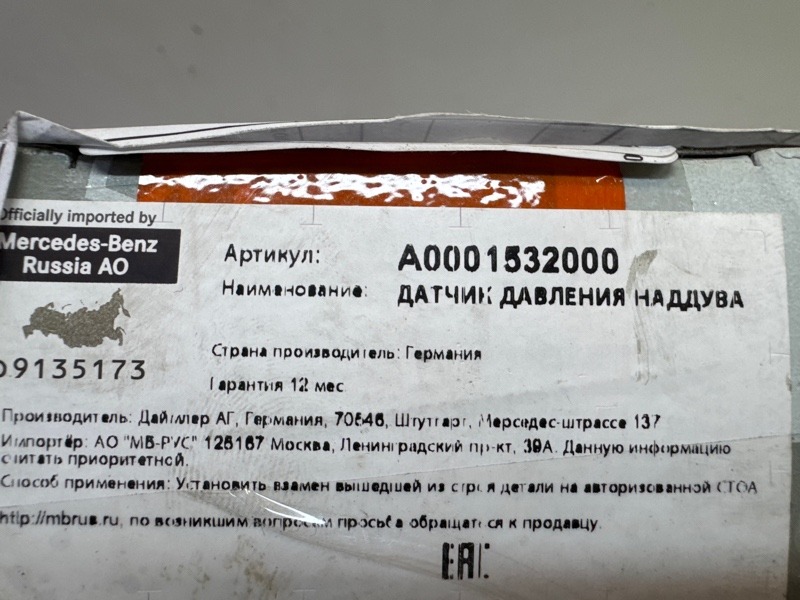 Officially imported by
Mercedes-Benz
Russia AO
9135173
Артикул: A0001532000
Наименование: ДАТЧИК ДАВЛЕНИЯ НАДДУВА
Страна производитель: Германия
Гарантия 12 мес
Производитель: Даймлер АГ, Германия, 70546, Штутгарт, Мерседес-штрассе 137
Импортёр: АО "МБ-РУС" 125167 Москва, Ленинградский пр-кт, 39А. Данную информацию
считать приоритетной.
Способ применения: Установить взамен вышедшей из строя детали на авторизованной СТОА
http://mbrus.ru, по возникшим вопросам просьба обращаться к продавцу.
EAC